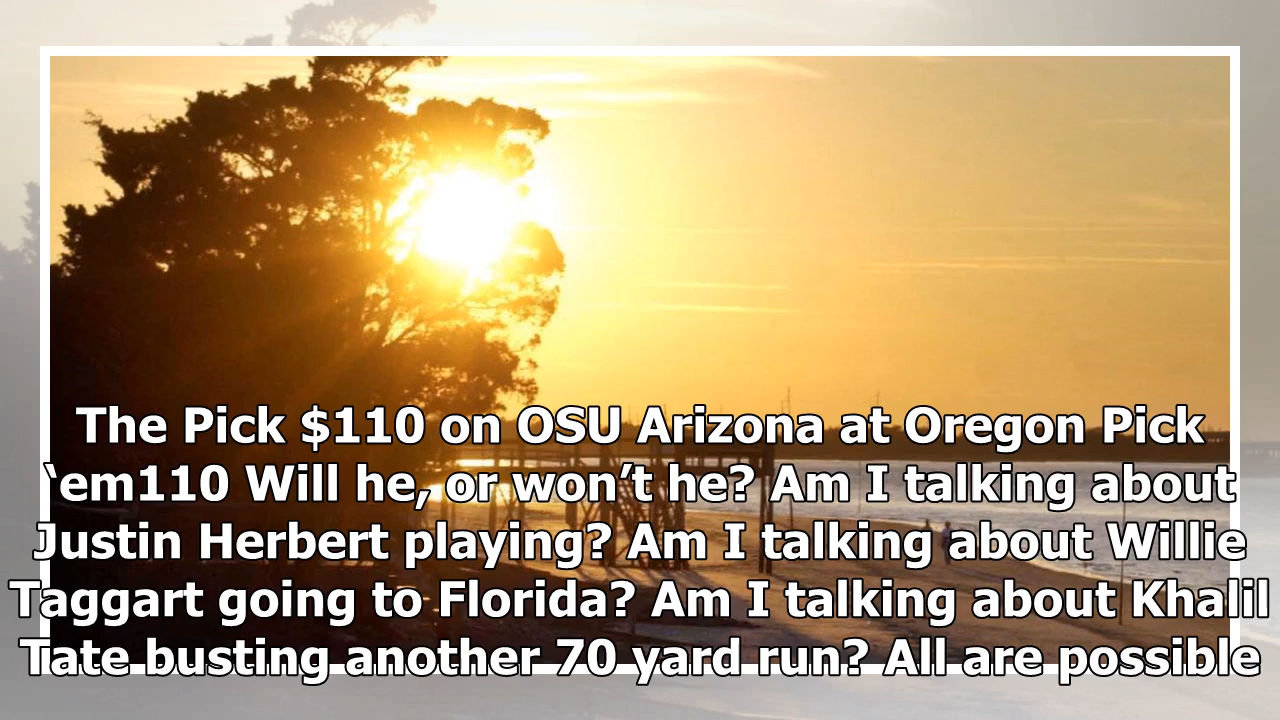 The Pick $110 on OSU Arizona at Oregon Pick
‘em110 Will he, or won’t he? Am I talking about
Justin Herbert playing? Am I talking about Willie
Taggart going to Florida? Am I talking about Khalil
Tate busting another 70 yard run? All are possible